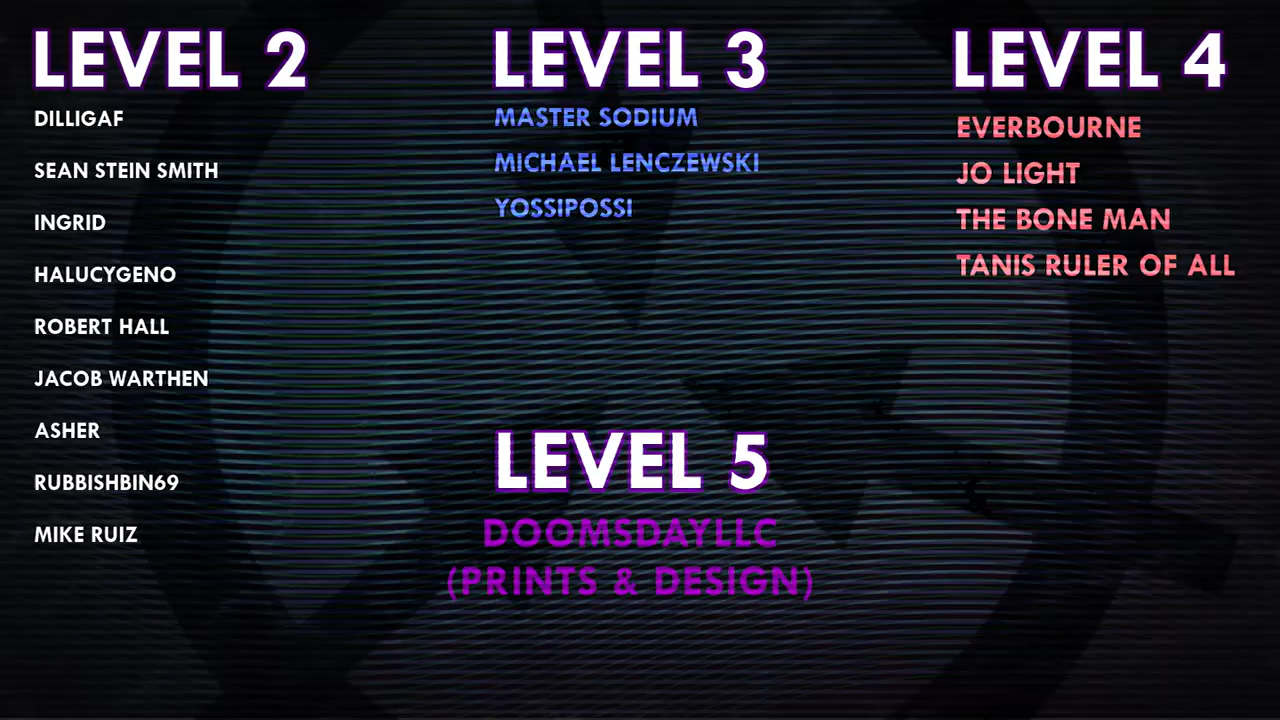 LEVEL 2
DILLIGAF
SEAN STEIN SMITH
INGRID
HALUCYGENO
ROBERT HALL
JACOB WARTHEN
ASHER
RUBBISHBIN69
MIKE RUIZ
LEVEL 3
MASTER SODIUM
MICHAEL LENCZEWSKI
YOSSIPOSSI
LEVEL 4
EVERBOURNE
JO LIGHT
THE BONE MAN
TANIS RULER OF ALL
LEVEL 5
DOOMSDAYLLC
(PRINTS & DESIGN)